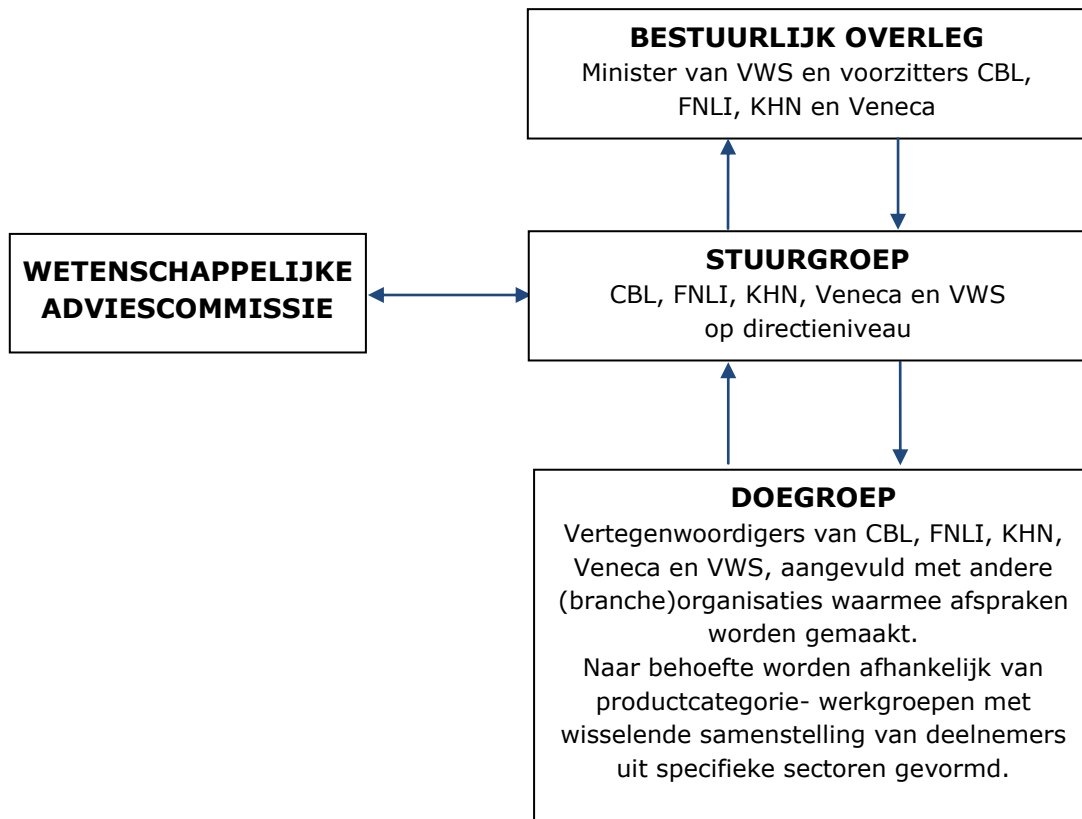 BESTUURLIJK OVERLEG
Minister van VWS en voorzitters CBL,
FNLI, KHN en Veneca
WETENSCHAPPELIJKE
ADVIESCOMMISSIE
STUURGROEP
CBL, FNLI, KHN, Veneca en VWS
op directieniveau
DOEGROEP
Vertegenwoordigers van CBL, FNLI, KHN,
Veneca en VWS, aangevuld met andere
(branche)organisaties waarmee afspraken
worden gemaakt.
Naar behoefte worden afhankelijk van
productcategorie- werkgroepen met
wisselende samenstelling van deelnemers
uit specifieke sectoren gevormd.